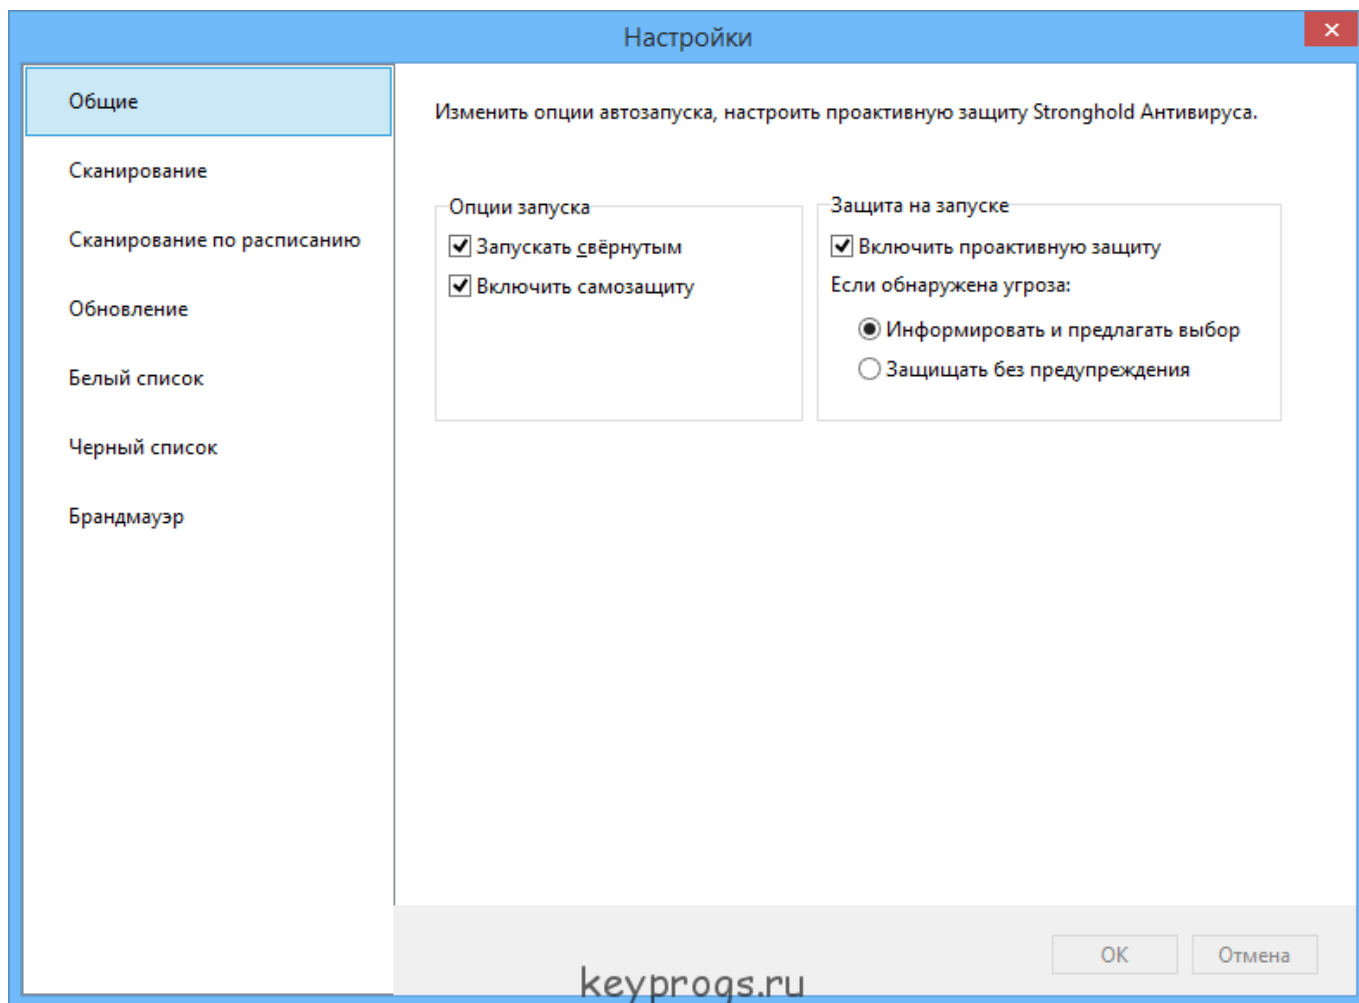 Настройки
Общие
Сканирование
Сканирование по расписанию
Обновление
Белый список
Черный список
Брандмауэр
Изменить опции автозапуска, настроить проактивную защиту Stronghold Антивируса.
Опции запуска
Запускать свёрнутым
Включить самозащиту
Защита на запуске
Включить проактивную защиту
Если обнаружена угроза:
Информировать и предлагать выбор
Защищать без предупреждения
OK
Отмена
keyprogs.ru